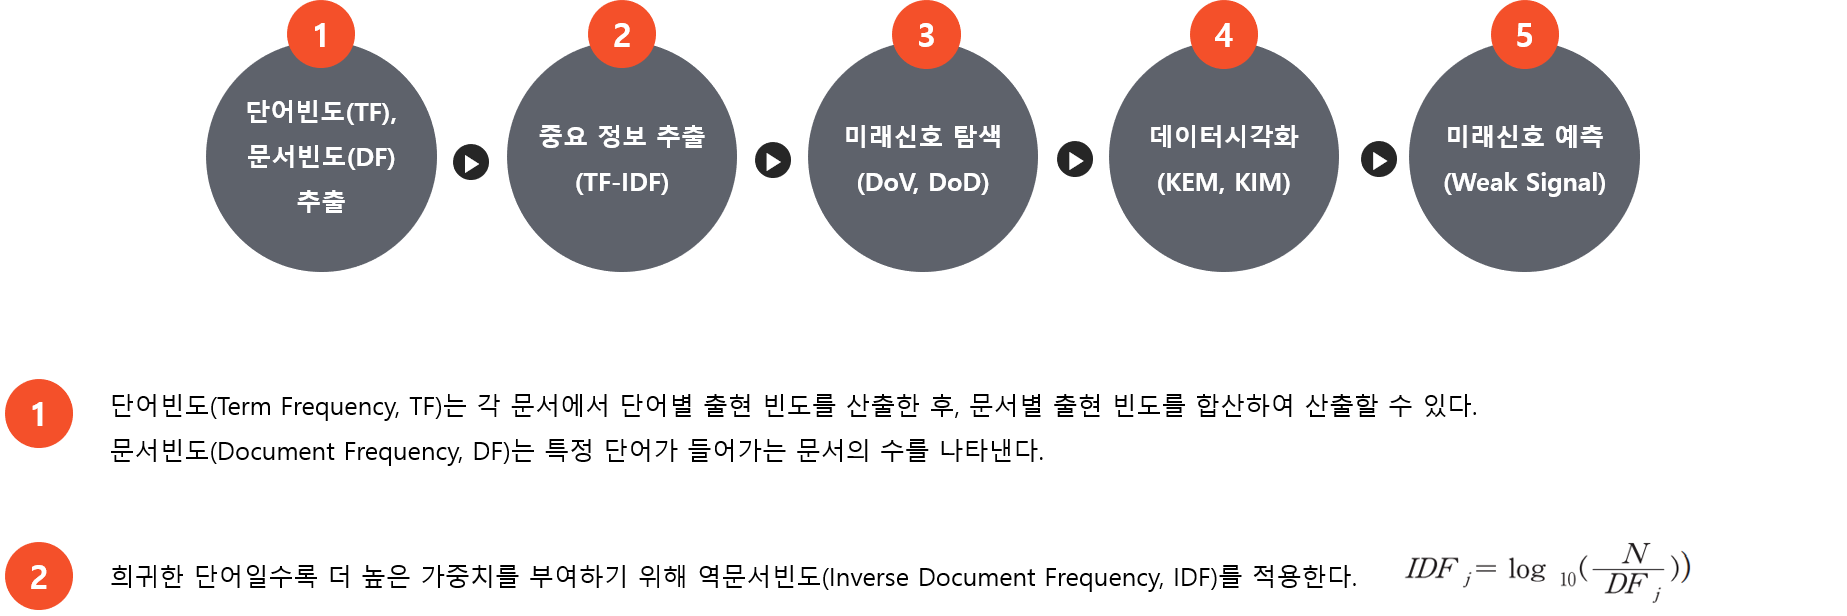 1
단어빈도(TF),
문서빈도(DF)
추출
2
중요 정보 추출
(TF-IDF)
3
미래신호 탐색
(DoV, DoD)
4
데이터시각화
(KEM, KIM)
5
미래신호 예측
(Weak Signal)
1
단어빈도(Term Frequency, TF)는 각 문서에서 단어별 출현 빈도를 산출한 후, 문서별 출현 빈도를 합산하여 산출할 수 있다.
문서빈도(Document Frequency, DF)는 특정 단어가 들어가는 문서의 수를 나타낸다.
2
희귀한 단어일수록 더 높은 가중치를 부여하기 위해 역문서빈도(Inverse Document Frequency, IDF)를 적용한다.
IDF j = log 10 (N / DF j))